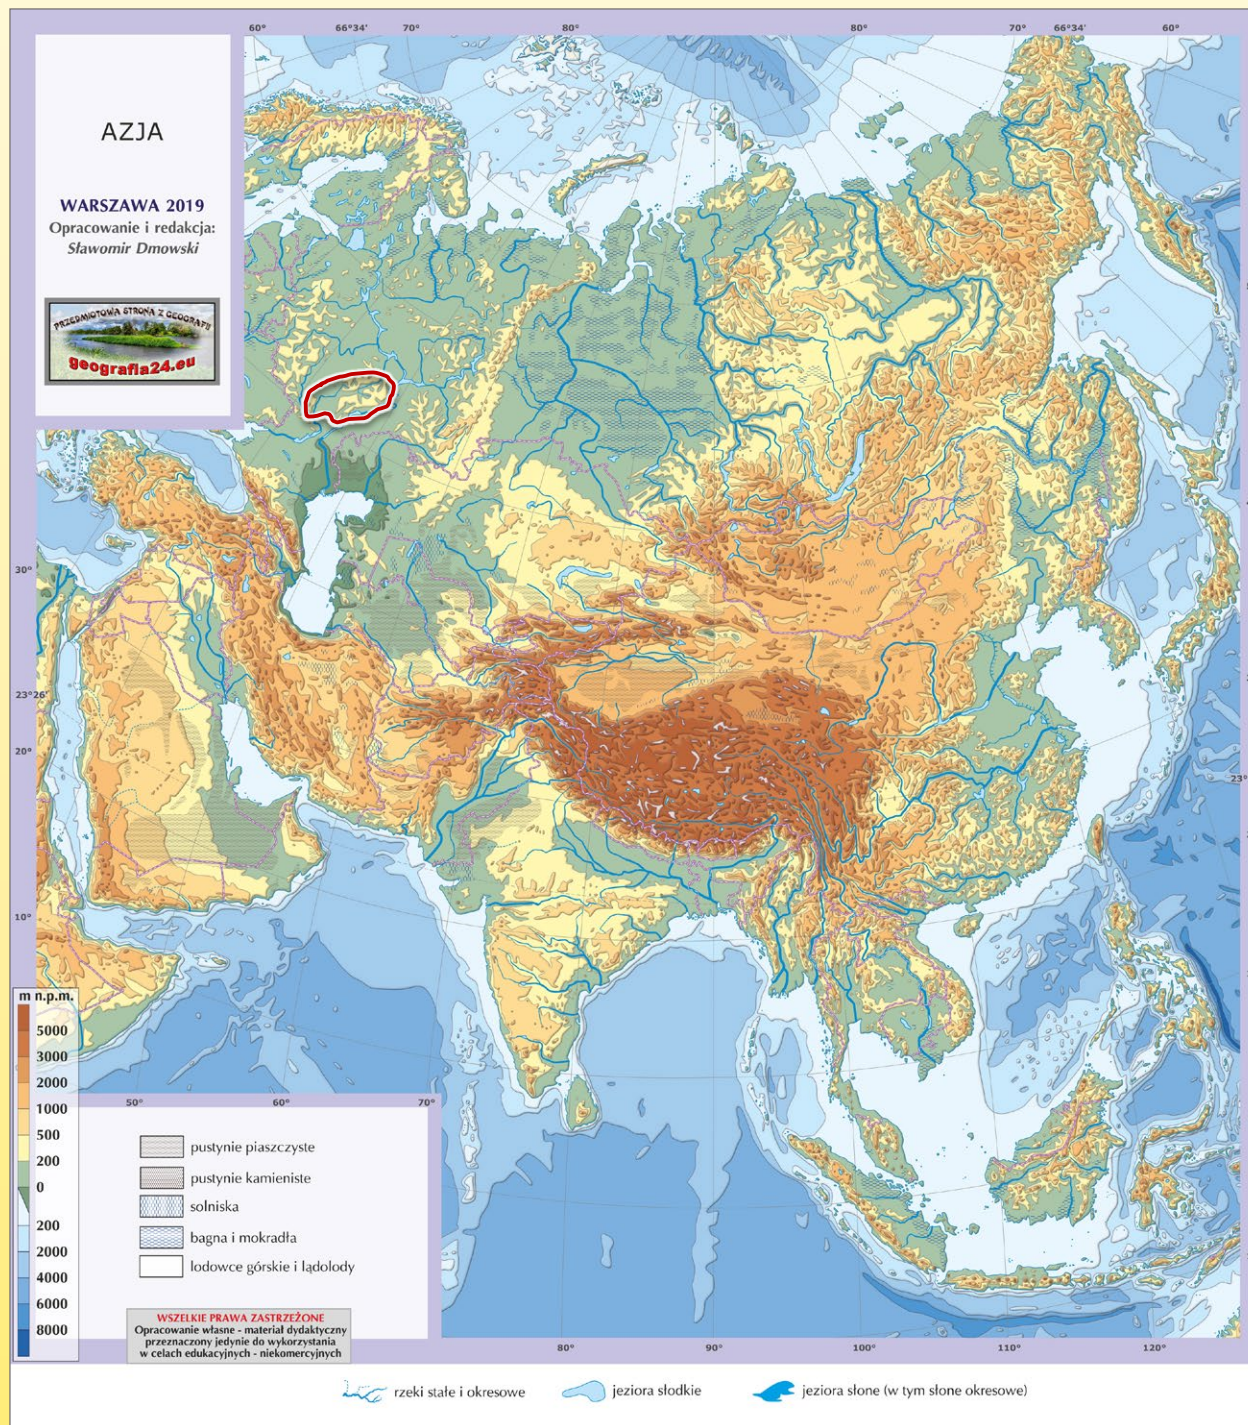 60°
66°34'
70°
80°
80°
70°
66°34'
60°
AZJA
WARSZAWA 2019
Opracowanie i redakcja:
Sławomir Dmowski
PRZEDMIOTOWA STRONA Z GEOGRAFII
geografia24.eu
30°
23°26'
20°
10°
23°
m n.p.m.
5000
3000
2000
1000
500
200
0
200
2000
4000
6000
8000
50°
60°
70°
pustynie piaszczyste
pustynie kamieniste
solniska
bagna i mokradła
lodowce górskie i lądolody
WSZELKIE PRAWA ZASTRZEŻONE
Opracowanie własne - materiał dydaktyczny
przeznaczony jedynie do wykorzystania
w celach edukacyjnych - niekomercyjnych
80°
90°
100°
110°
120°
rzeki stałe i okresowe
jeziora słodkie
jeziora słone (w tym słone okresowe)